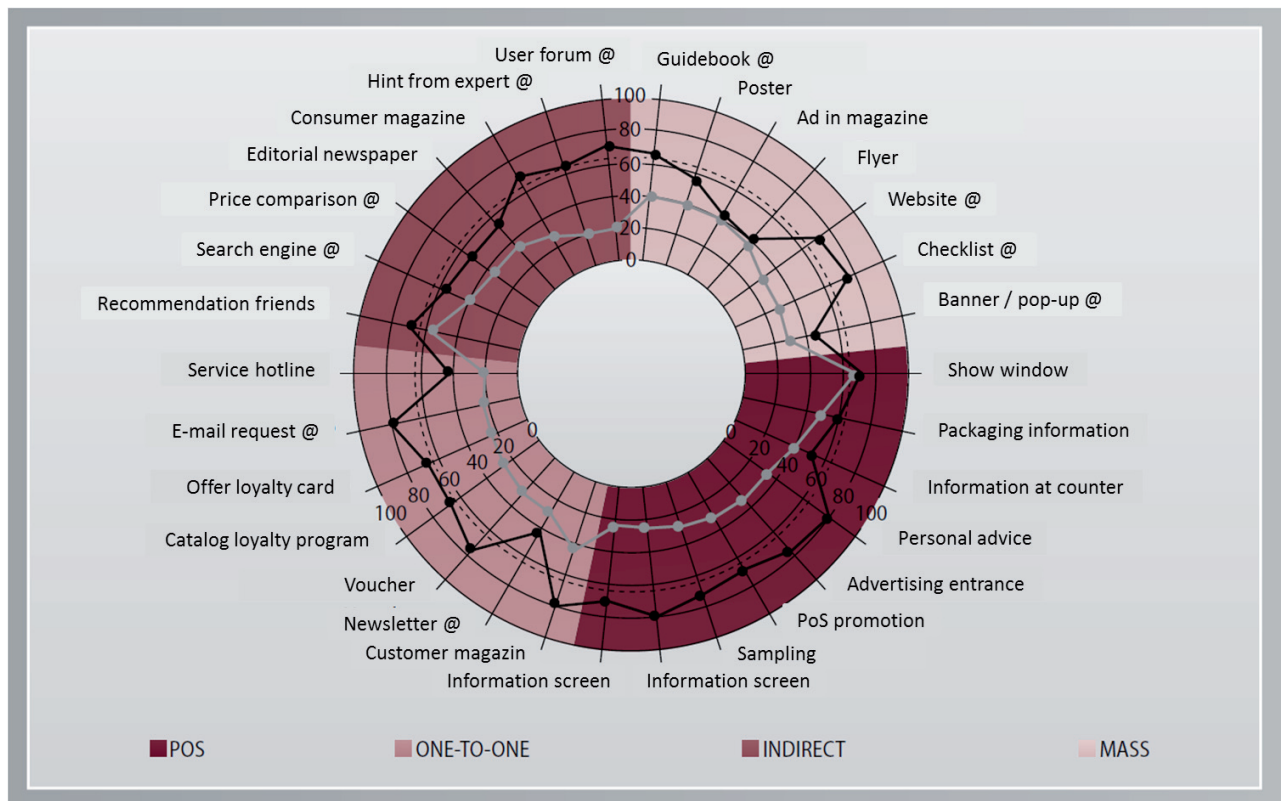 User forum @
Guidebook @
Hint from expert @
Poster
Consumer magazine
Ad in magazine
Editorial newspaper
Flyer
Price comparison @
Website @
Search engine @
Checklist @
Recommendation friends
Banner / pop-up @
Service hotline
Show window
E-mail request @
Packaging information
Offer loyalty card
Information at counter
Catalog loyalty program
Personal advice
Voucher
Advertising entrance
Newsletter @
PoS promotion
Customer magazin
Sampling
Information screen
Information screen
100
80
60
40
20
0
0
20
40
60
80
100
0
20
40
60
80
100
POS
ONE-TO-ONE
INDIRECT
MASS